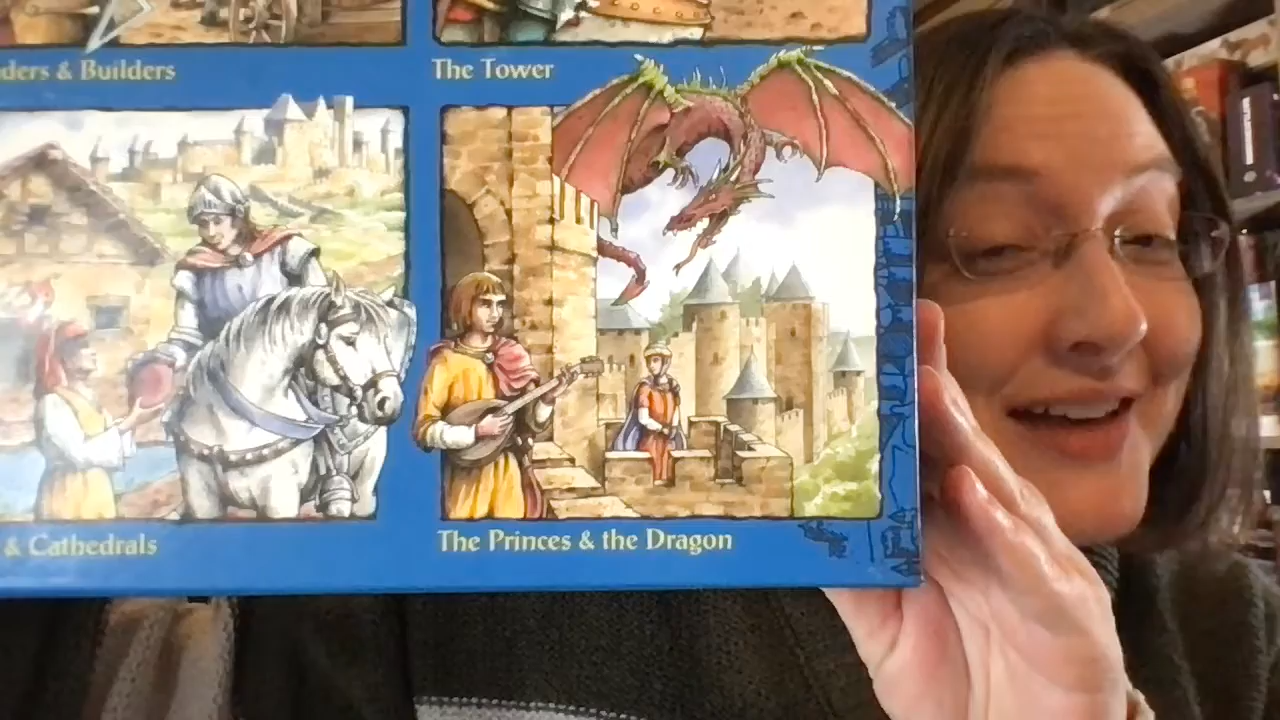 ders & Builders
The Tower
& Cathedrals
The Princes & the Dragon